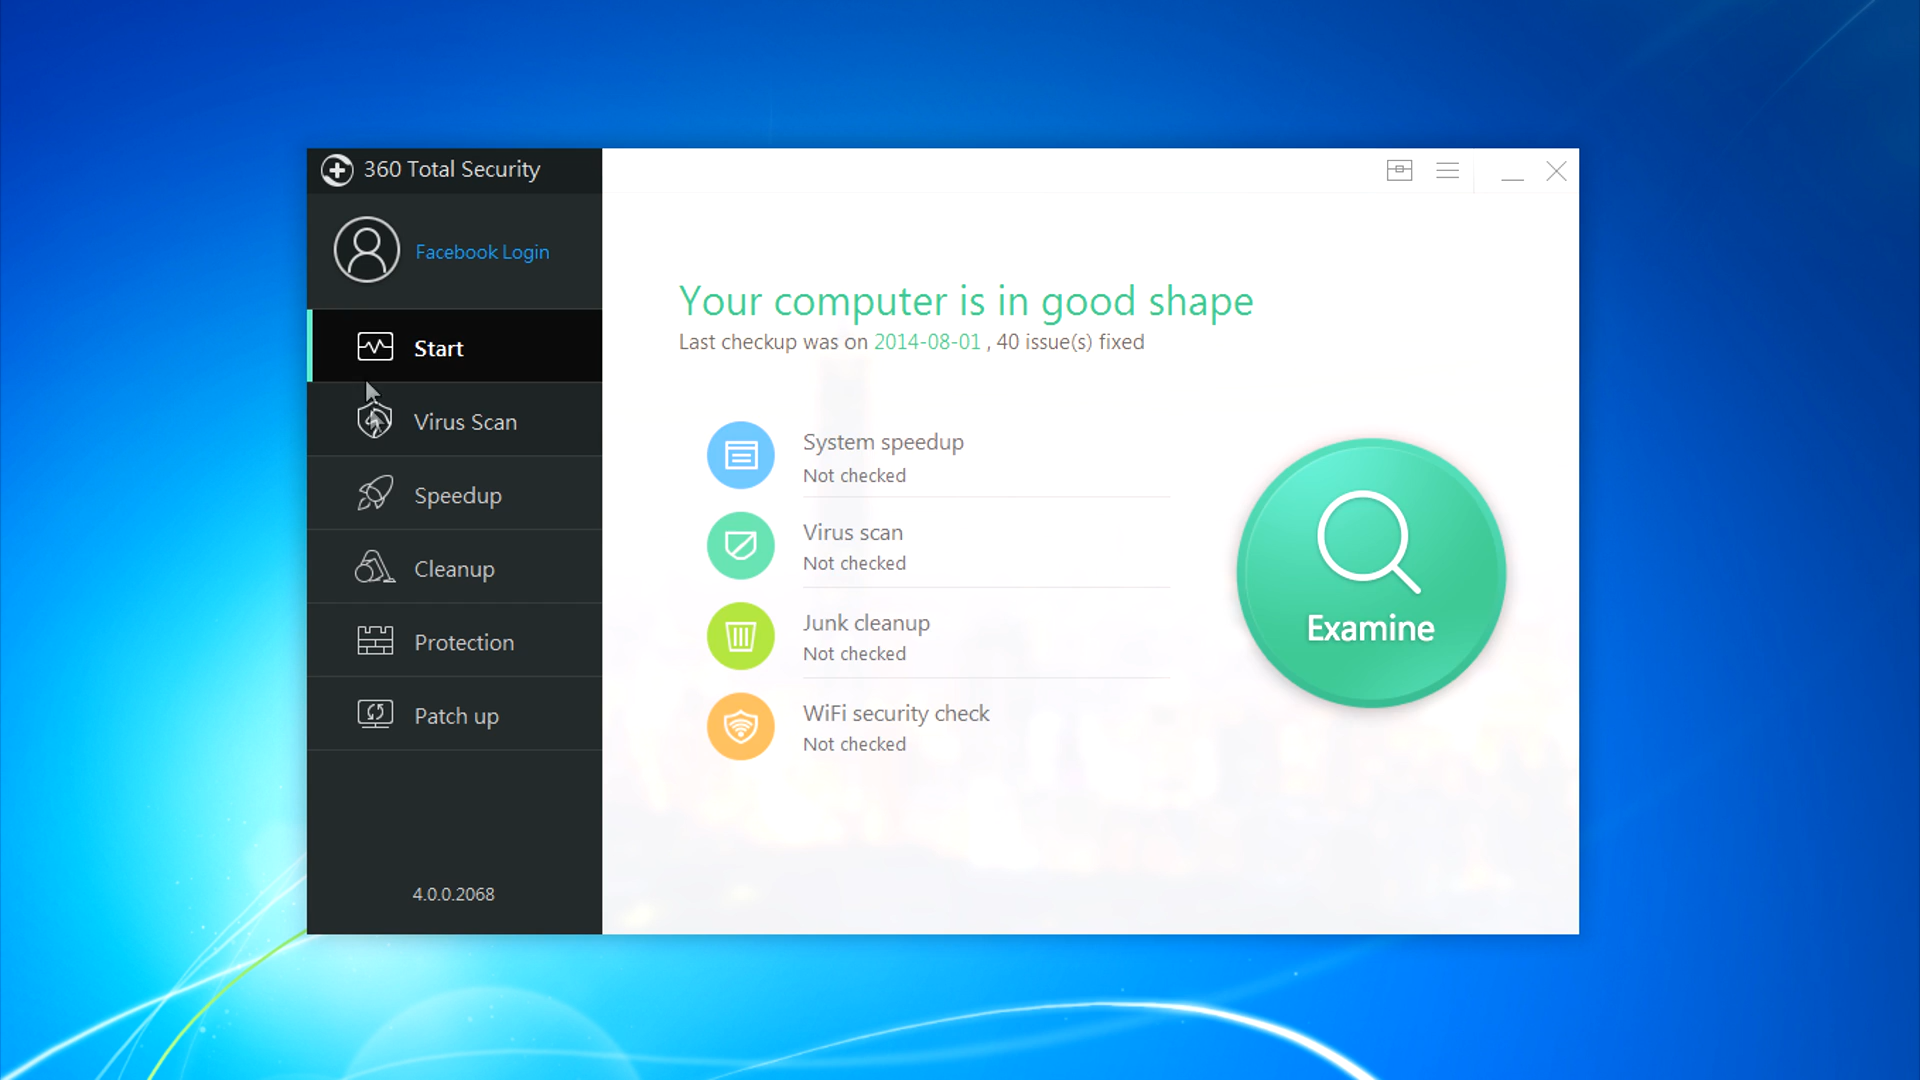 360 Total Security
Facebook Login
Start
Virus Scan
Speedup
Cleanup
Protection
Patch up
4.0.0.2068
Your computer is in good shape
Last checkup was on 2014-08-01 , 40 issue(s) fixed
System speedup
Not checked
Virus scan
Not checked
Junk cleanup
Not checked
WiFi security check
Not checked
Examine